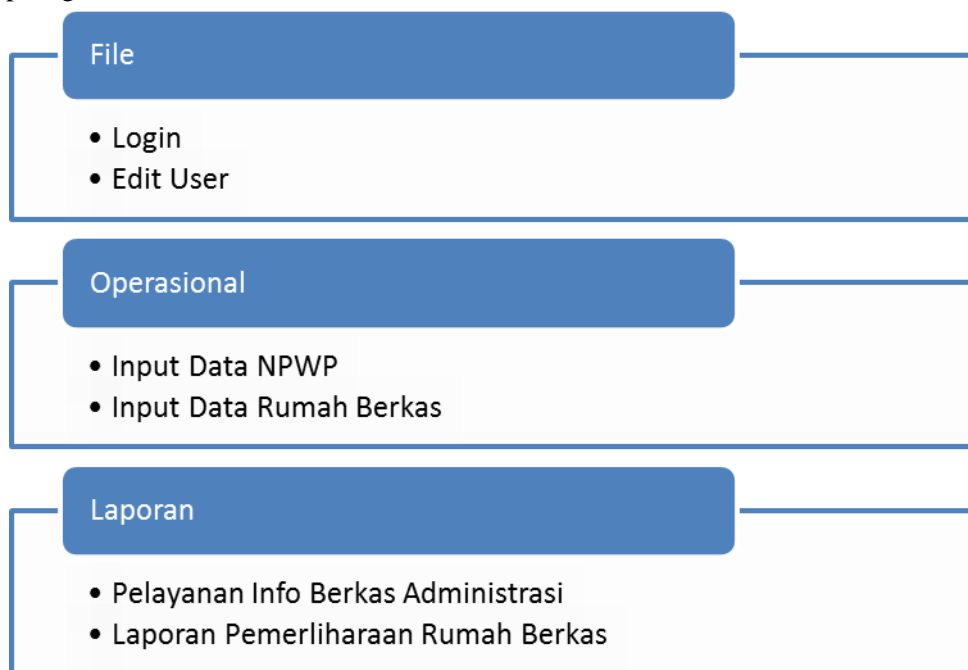 File
• Login
• Edit User
Operasional
• Input Data NPWP
• Input Data Rumah Berkas
Laporan
• Pelayanan Info Berkas Administrasi
• Laporan Pemerliharaan Rumah Berkas